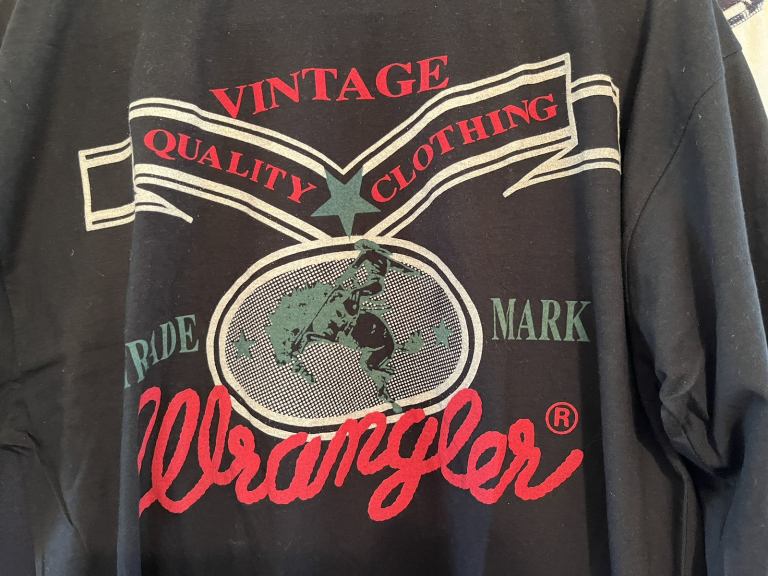 VINTAGE
QUALITY CLOTHING
TRADE MARK
Wrangler®